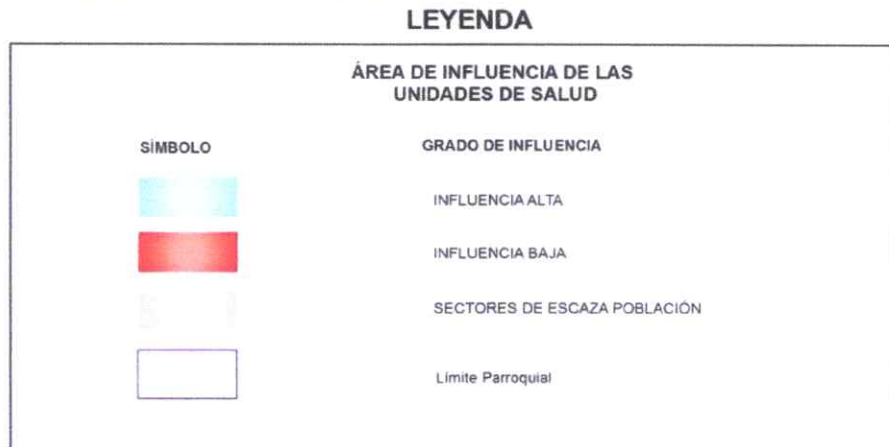 LEYENDA
ÁREA DE INFLUENCIA DE LAS
UNIDADES DE SALUD
SÍMBOLO GRADO DE INFLUENCIA
INFLUENCIA ALTA
INFLUENCIA BAJA
SECTORES DE ESCAZA POBLACIÓN
Límite Parroquial